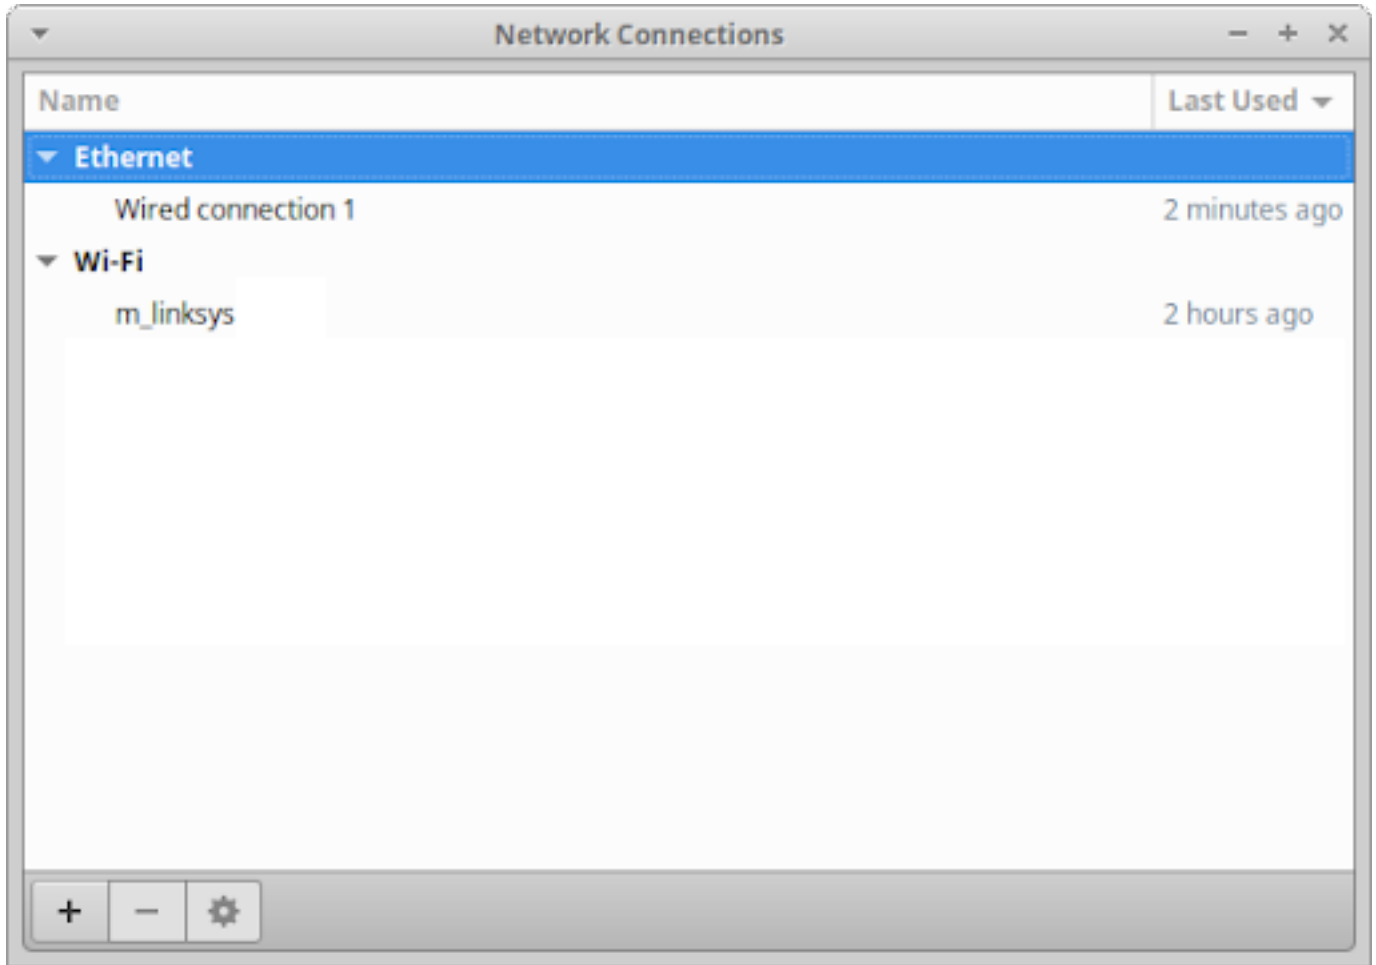 Network Connections
Name Last Used
Ethernet
Wired connection 1 2 minutes ago
Wi-Fi
m_linksys 2 hours ago